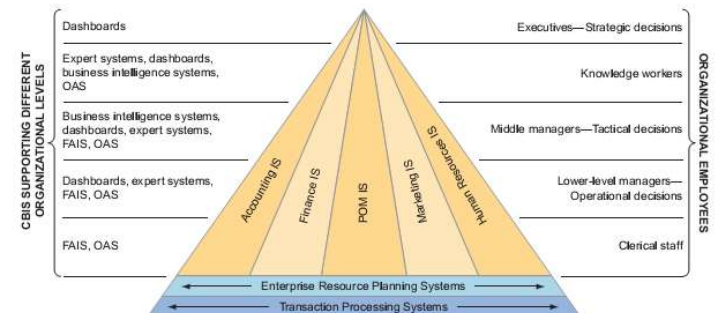 CBIS SUPPORTING DIFFERENT
ORGANIZATIONAL LEVELS
Dashboards
Expert systems, dashboards,
business intelligence systems,
OAS
Business intelligence systems,
dashboards, expert systems,
FAIS, OAS
Dashboards, expert systems,
FAIS, OAS
FAIS, OAS
Accounting IS
Finance IS
POM IS
Marketing IS
Human Resources IS
Executives—Strategic decisions
Knowledge workers
Middle managers—Tactical decisions
Lower-level managers—
Operational decisions
Clerical staff
ORGANIZATIONAL EMPLOYEES
Enterprise Resource Planning Systems
Transaction Processing Systems